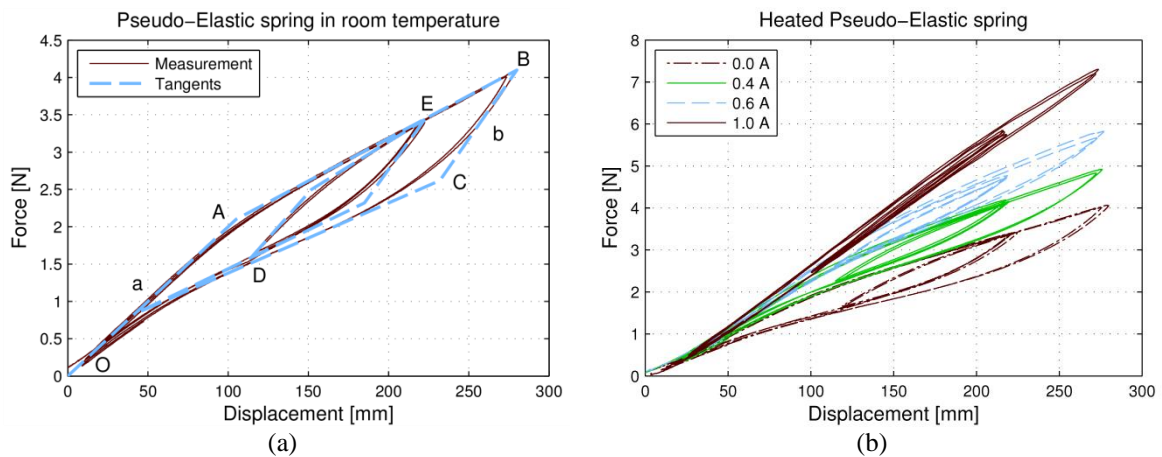 Pseudo-Elastic spring in room temperature
4.5
4
3.5
3
2.5
2
1.5
1
0.5
0
Force [N]
Measurement
Tangents
B
E
b
C
A
D
a
O
0 50 100 150 200 250 300
Displacement [mm]
(a)
Heated Pseudo-Elastic spring
8
7
6
5
4
3
2
1
0
Force [N]
0.0 A
0.4 A
0.6 A
1.0 A
0 50 100 150 200 250 300
Displacement [mm]
(b)